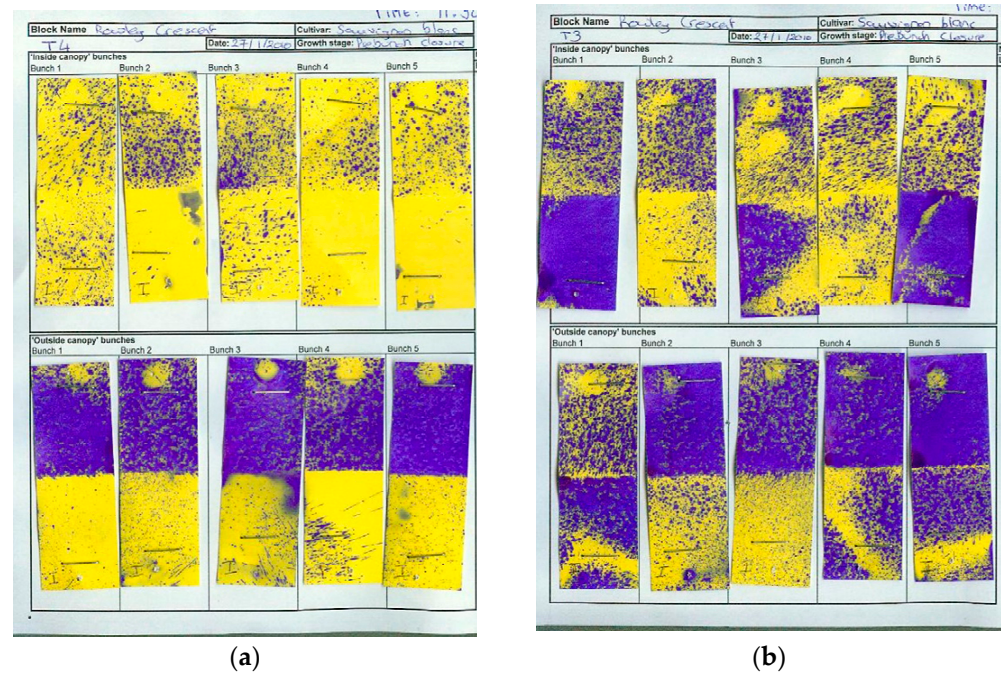 TIME: 11.
Block Name Rowley Crescent Cultivar: Sauvignon blanc
T4 Date: 27/1/2010 Growth stage: Prebunch Closure
'Inside canopy' bunches
Bunch 1 Bunch 2 Bunch 3 Bunch 4 Bunch 5
I I I I I
'Outside canopy' bunches
Bunch 1 Bunch 2 Bunch 3 Bunch 4 Bunch 5
I I I I I
(a)
TIME:
Block Name Rowley Crescent Cultivar: Sauvignon blanc
T3 Date: 27/1/2010 Growth stage: Prebunch Closure
'Inside canopy' bunches
Bunch 1 Bunch 2 Bunch 3 Bunch 4 Bunch 5
'Outside canopy' bunches
Bunch 1 Bunch 2 Bunch 3 Bunch 4 Bunch 5
(b)